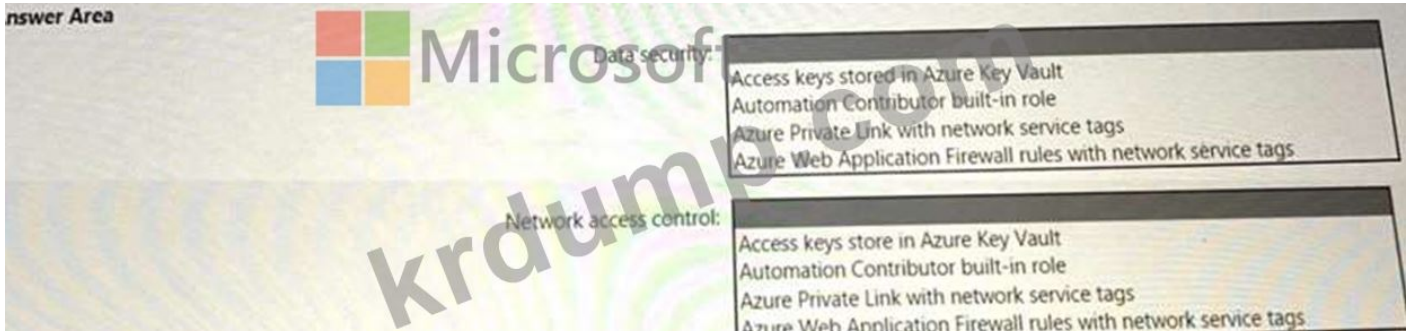 nswer Area
Microsoft
Data security:
Access keys stored in Azure Key Vault
Automation Contributor built-in role
Azure Private Link with network service tags
Azure Web Application Firewall rules with network service tags
krdump.com
Network access control:
Access keys store in Azure Key Vault
Automation Contributor built-in role
Azure Private Link with network service tags
Azure Web Application Firewall rules with network service tags